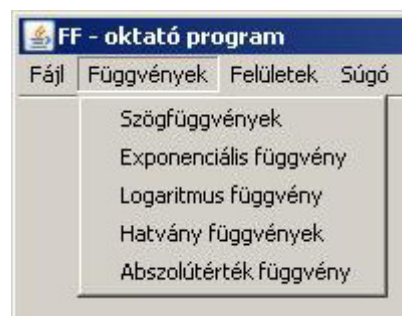 FF - oktató program
Fájl Függvények Felületek Súgó
Szögfüggvények
Exponenciális függvény
Logaritmus függvény
Hatvány függvények
Abszolútérték függvény